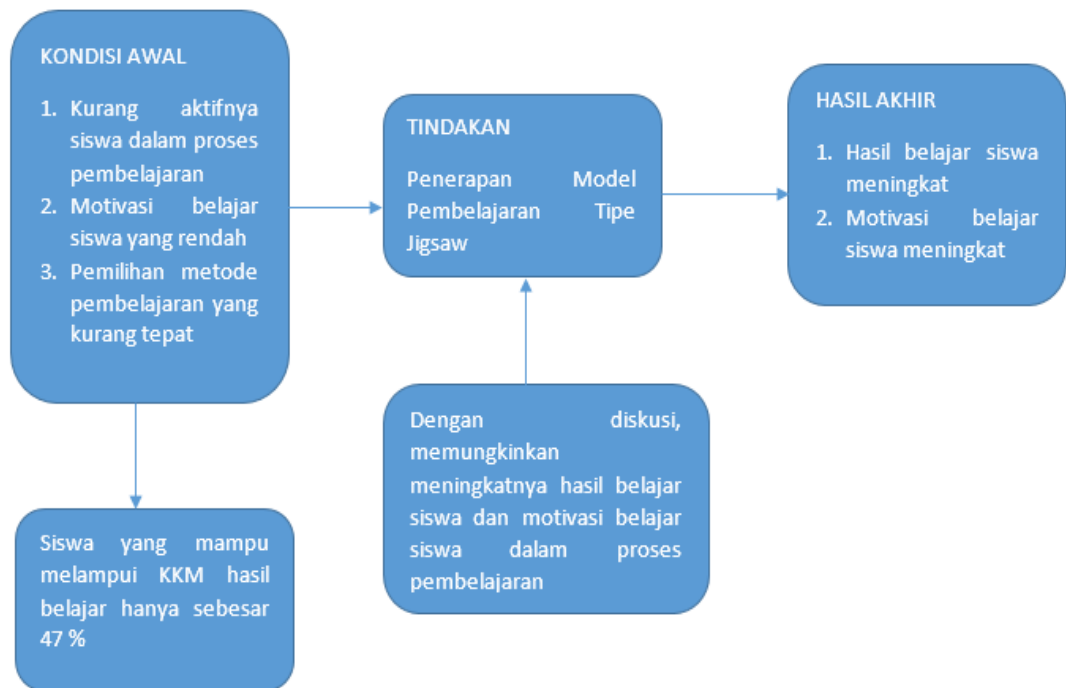 KONDISI AWAL
1. Kurang aktifnya
siswa dalam proses
pembelajaran
2. Motivasi belajar
siswa yang rendah
3. Pemilihan metode
pembelajaran yang
kurang tepat
TINDAKAN
Penerapan Model
Pembelajaran Tipe
Jigsaw
HASIL AKHIR
1. Hasil belajar siswa
meningkat
2. Motivasi belajar
siswa meningkat
Siswa yang mampu
melampui KKM hasil
belajar hanya sebesar
47 %
Dengan diskusi,
memungkinkan
meningkatnya hasil belajar
siswa dan motivasi belajar
siswa dalam proses
pembelajaran